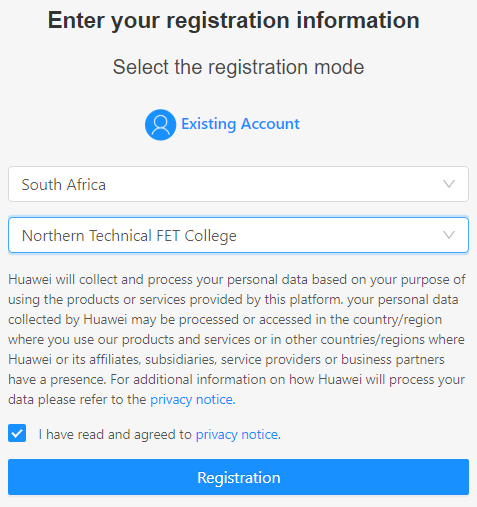 Enter your registration information
Select the registration mode
Existing Account
South Africa
Northern Technical FET College
Huawei will collect and process your personal data based on your purpose of
using the products or services provided by this platform. your personal data
collected by Huawei may be processed or accessed in the country/region
where you use our products and services or in other countries/regions where
Huawei or its affiliates, subsidiaries, service providers or business partners
have a presence. For additional information on how Huawei will process your
data please refer to the privacy notice.
I have read and agreed to privacy notice.
Registration